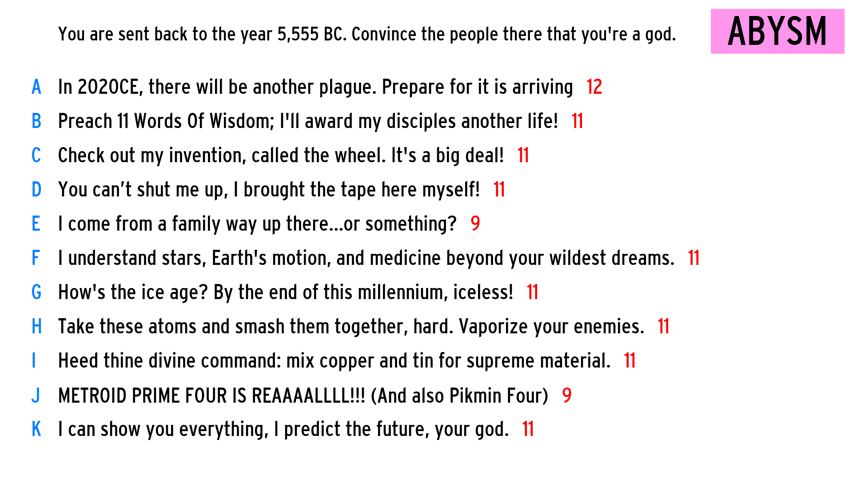 You are sent back to the year 5,555 BC. Convince the people there that you're a god.
ABYSM
A In 2020CE, there will be another plague. Prepare for it is arriving 12
B Preach 11 Words Of Wisdom; I'll award my disciples another life! 11
C Check out my invention, called the wheel. It's a big deal! 11
D You can’t shut me up, I brought the tape here myself! 11
E I come from a family way up there...or something? 9
F I understand stars, Earth's motion, and medicine beyond your wildest dreams. 11
G How's the ice age? By the end of this millennium, iceless! 11
H Take these atoms and smash them together, hard. Vaporize your enemies. 11
I Heed thine divine command: mix copper and tin for supreme material. 11
J METROID PRIME FOUR IS REAAAALLLL!!! (And also Pikmin Four) 9
K I can show you everything, I predict the future, your god. 11